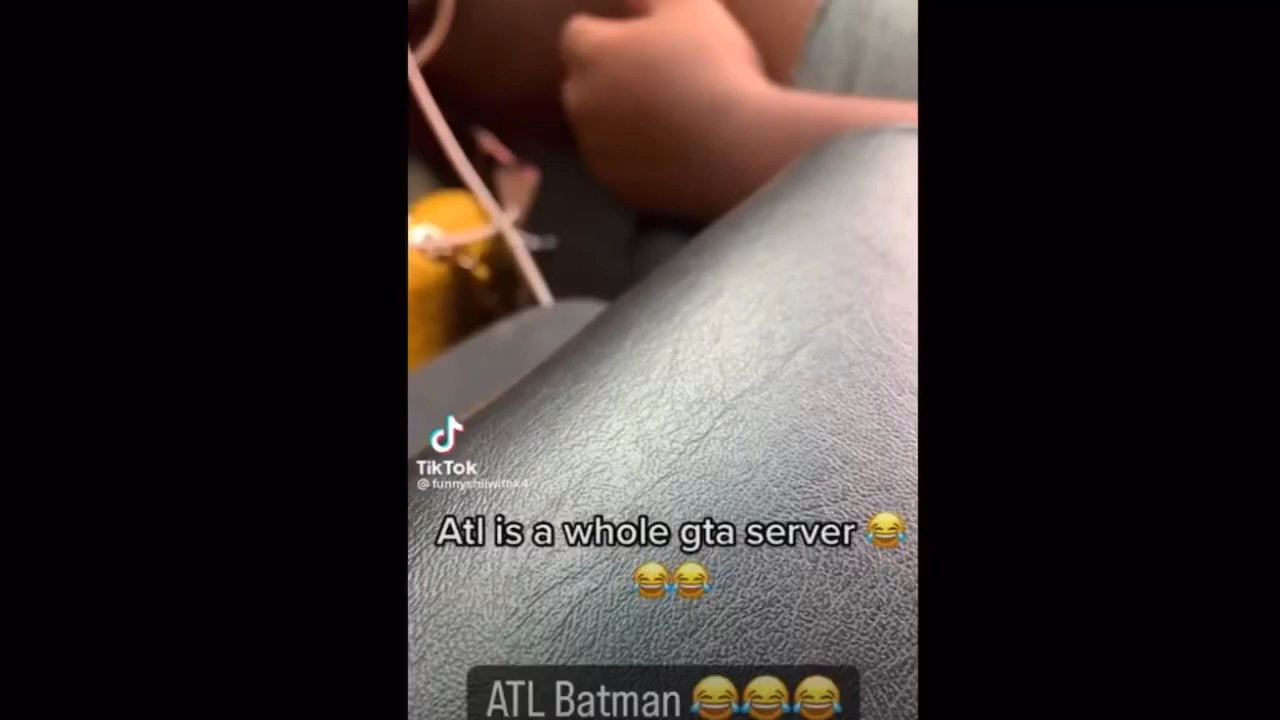 TikTok
Atl is a whole gta server 😂
😂😂
ATL Batman 😂😂😂